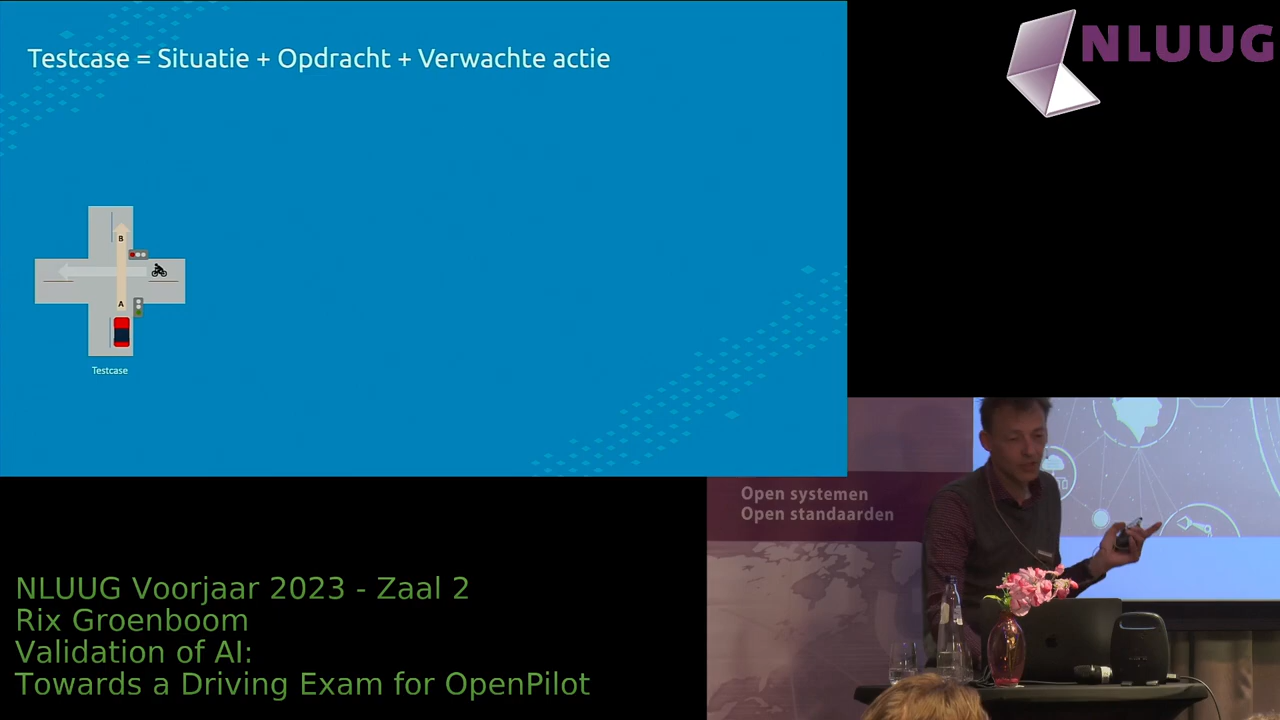 Testcase = Situatie + Opdracht + Verwachte actie
B
A
Testcase
NLUUG
Open systemen
Open standaarden
NLUUG Voorjaar 2023 - Zaal 2
Rix Groenboom
Validation of AI:
Towards a Driving Exam for OpenPilot